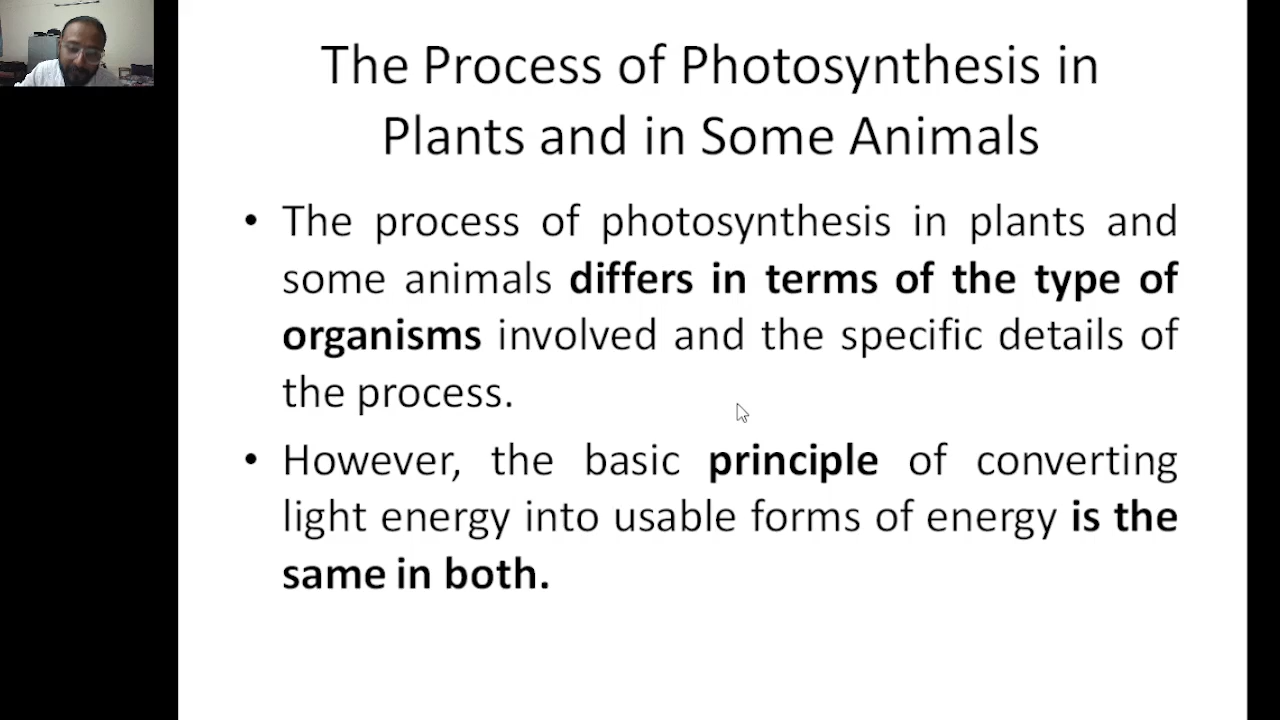 The Process of Photosynthesis in
Plants and in Some Animals
• The process of photosynthesis in plants and
some animals differs in terms of the type of
organisms involved and the specific details of
the process.
• However, the basic principle of converting
light energy into usable forms of energy is the
same in both.